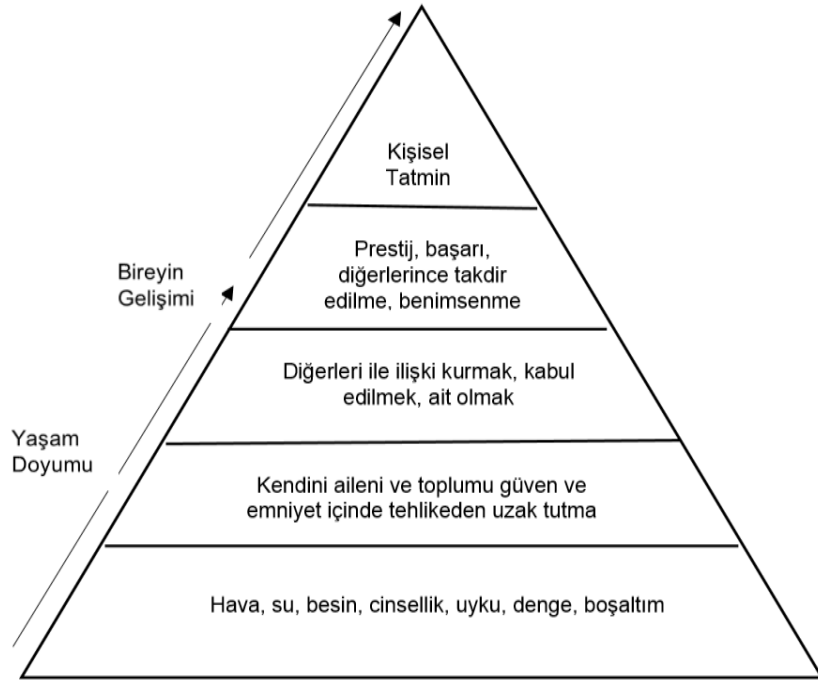 Kişisel
Tatmin
Prestij, başarı,
diğerlerince takdir
edilme, benimsenme
Bireyin
Gelişimi
Diğerleri ile ilişki kurmak, kabul
edilmek, ait olmak
Yaşam
Doyumu
Kendini aileni ve toplumu güven ve
emniyet içinde tehlikeden uzak tutma
Hava, su, besin, cinsellik, uyku, denge, boşaltım